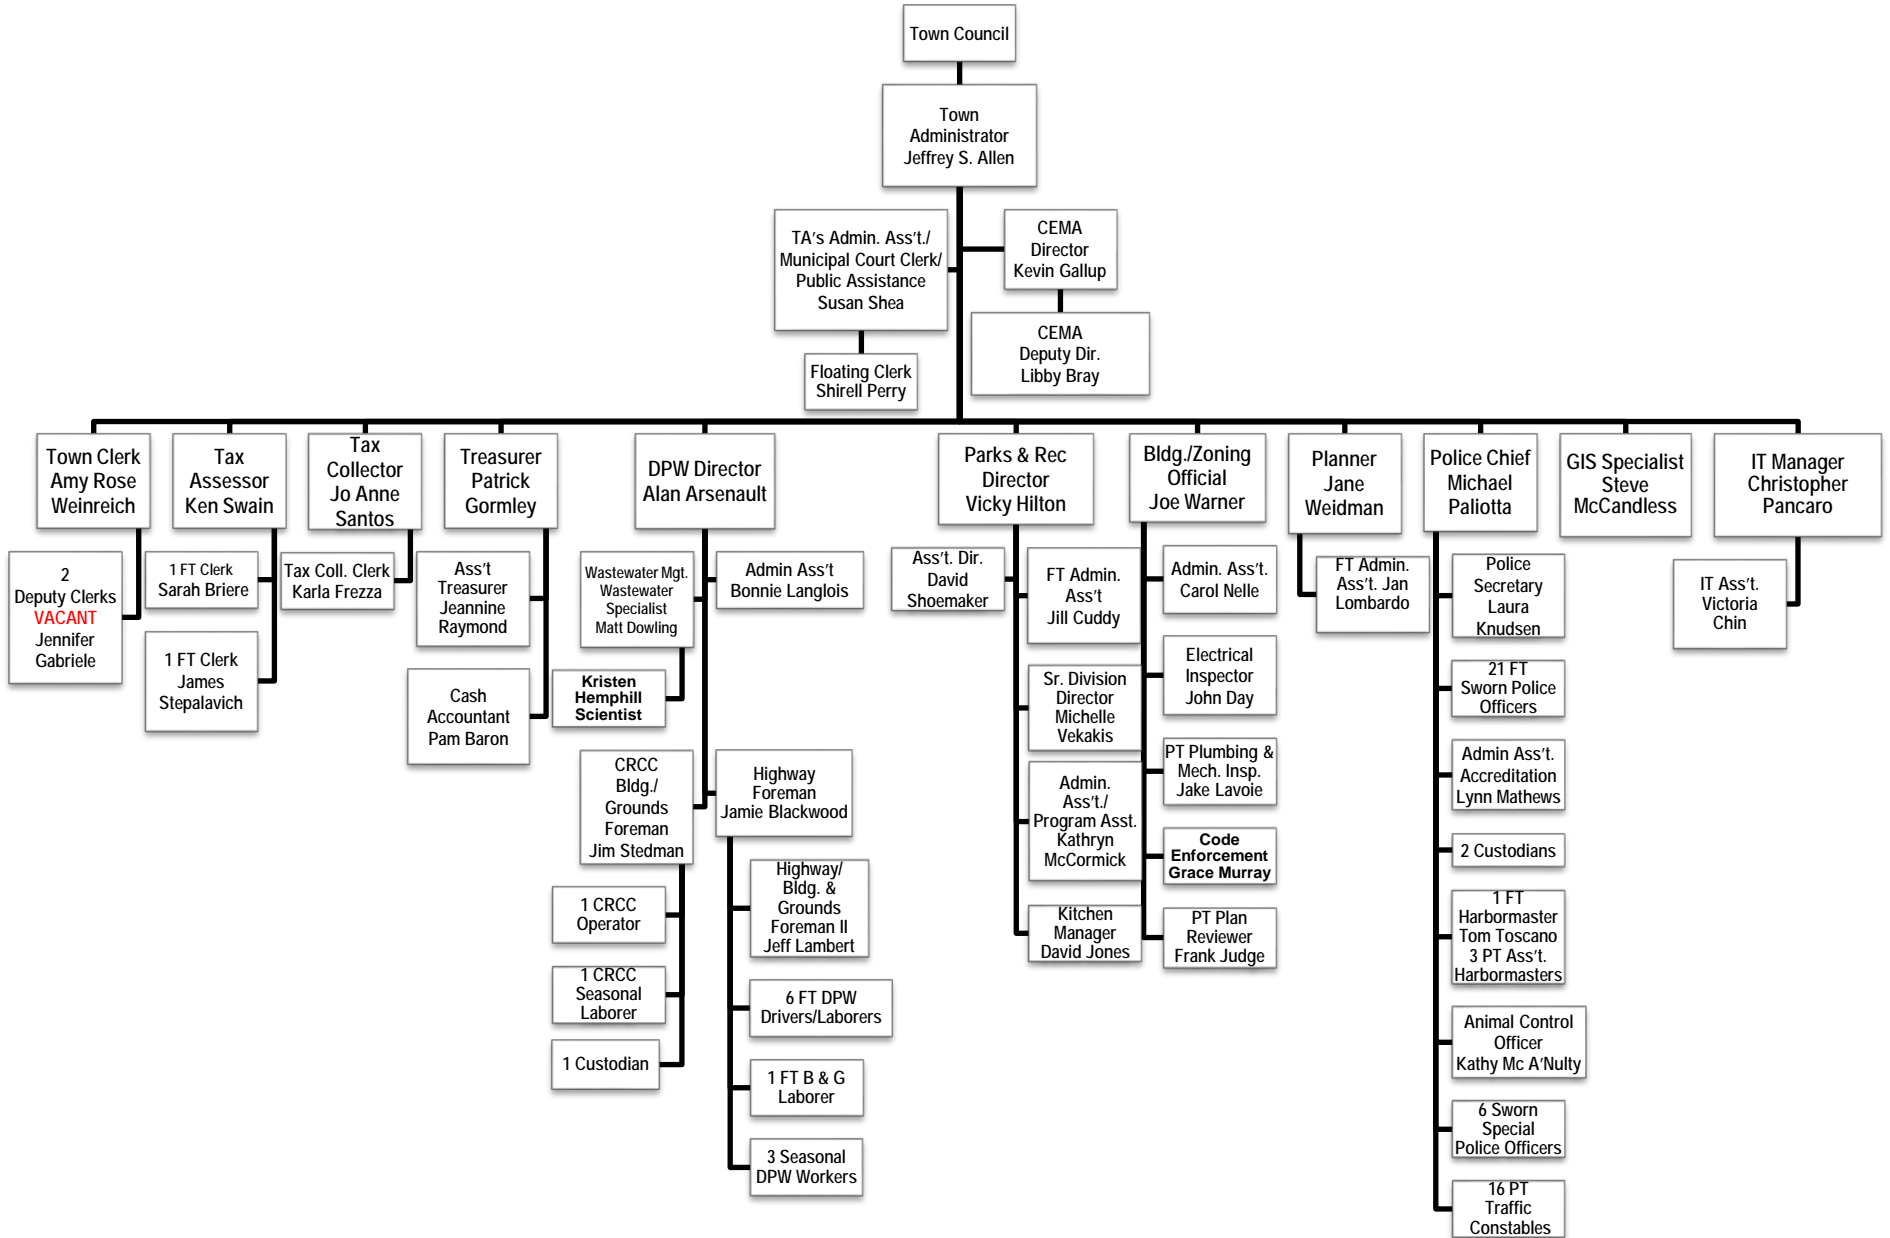 Town Council
Town
Administrator
Jeffrey S. Allen
TA's Admin. Ass't./
Municipal Court Clerk/
Public Assistance
Susan Shea
CEMA
Director
Kevin Gallup
Floating Clerk
Shirell Perry
CEMA
Deputy Dir.
Libby Bray
Town Clerk
Amy Rose
Weinreich
Tax
Assessor
Ken Swain
Tax
Collector
Jo Anne
Santos
Treasurer
Patrick
Gormley
DPW Director
Alan Arsenault
Parks & Rec
Director
Vicky Hilton
Bldg./Zoning
Official
Joe Warner
Planner
Jane
Weidman
Police Chief
Michael
Paliotta
GIS Specialist
Steve
McCandless
IT Manager
Christopher
Pancaro
2
Deputy Clerks
VACANT
Jennifer
Gabriele
1 FT Clerk
Sarah Briere
1 FT Clerk
James
Stepalavich
Tax Coll. Clerk
Karla Frezza
Ass't
Treasurer
Jeannine
Raymond
Cash
Accountant
Pam Baron
Wastewater Mgt.
Wastewater
Specialist
Matt Dowling
Admin Ass't
Bonnie Langlois
Kristen
Hemphill
Scientist
CRCC
Bldg./
Grounds
Foreman
Jim Stedman
Highway
Foreman
Jamie Blackwood
1 CRCC
Operator
1 CRCC
Seasonal
Laborer
1 Custodian
Highway/
Bldg. &
Grounds
Foreman II
Jeff Lambert
6 FT DPW
Drivers/Laborers
1 FT B & G
Laborer
3 Seasonal
DPW Workers
Ass't. Dir.
David
Shoemaker
FT Admin.
Ass't
Jill Cuddy
Sr. Division
Director
Michelle
Vekakis
Admin.
Ass't./
Program Asst.
Kathryn
McCormick
Kitchen
Manager
David Jones
Admin. Ass't.
Carol Nelle
Electrical
Inspector
John Day
PT Plumbing &
Mech. Insp.
Jake Lavoie
Code
Enforcement
Grace Murray
PT Plan
Reviewer
Frank Judge
FT Admin.
Ass't. Jan
Lombardo
Police
Secretary
Laura
Knudsen
21 FT
Sworn Police
Officers
Admin Ass't.
Accreditation
Lynn Mathews
2 Custodians
1 FT
Harbormaster
Tom Toscano
3 PT Ass't.
Harbormasters
Animal Control
Officer
Kathy Mc A'Nulty
6 Sworn
Special
Police Officers
16 PT
Traffic
Constables
IT Ass't.
Victoria
Chin